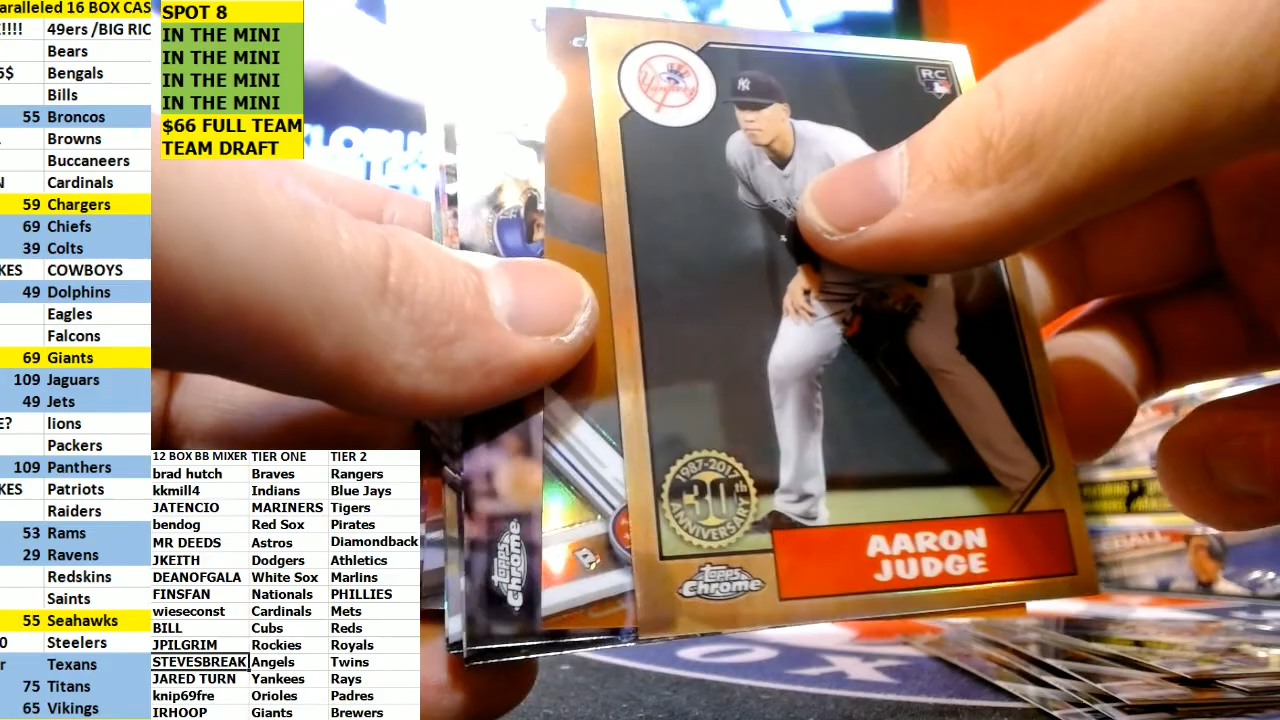 aralleled 16 BOX CAS
!!!! 49ers /BIG RIC
Bears
5$ Bengals
Bills
55 Broncos
Browns
Buccaneers
N Cardinals
59 Chargers
69 Chiefs
39 Colts
KES COWBOYS
49 Dolphins
Eagles
Falcons
69 Giants
109 Jaguars
49 Jets
E? lions
Packers
109 Panthers
KES Patriots
Raiders
53 Rams
29 Ravens
Redskins
Saints
55 Seahawks
0 Steelers
r Texans
75 Titans
65 Vikings
SPOT 8
IN THE MINI
IN THE MINI
IN THE MINI
IN THE MINI
$66 FULL TEAM
TEAM DRAFT
12 BOX BB MIXER TIER ONE TIER 2
brad hutch Braves Rangers
kkmill4 Indians Blue Jays
JATENCIO MARINERS Tigers
bendog Red Sox Pirates
MR DEEDS Astros Diamondback
JKEITH Dodgers Athletics
DEANOFGALA White Sox Marlins
FINSFAN Nationals PHILLIES
wieseconst Cardinals Mets
BILL Cubs Reds
JPILGRIM Rockies Royals
STEVESBREAK Angels Twins
JARED TURN Yankees Rays
knip69fre Orioles Padres
IRHOOP Giants Brewers
Yankees
RC
NY
1987-2017
30th
ANNIVERSARY
AARON
JUDGE
Topps
Chrome
Topps
Chrome